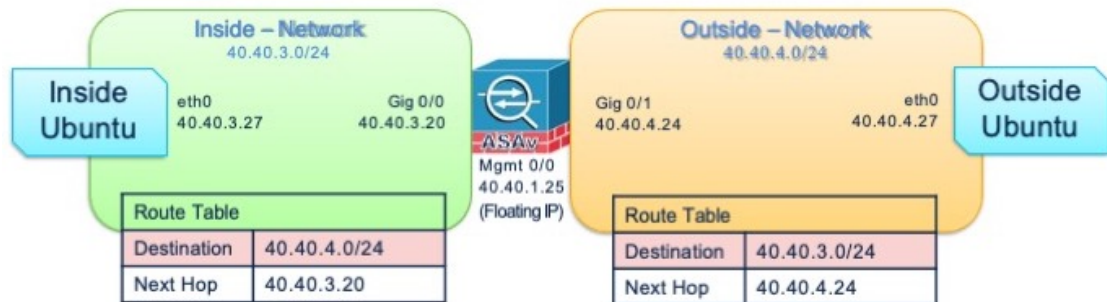 Inside – Network
40.40.3.0/24
Inside
Ubuntu
eth0
40.40.3.27
Gig 0/0
40.40.3.20
Route Table
Destination 40.40.4.0/24
Next Hop 40.40.3.20
ASAv
Mgmt 0/0
40.40.1.25
(Floating IP)
Outside – Network
40.40.4.0/24
Gig 0/1
40.40.4.24
eth0
40.40.4.27
Outside
Ubuntu
Route Table
Destination 40.40.3.0/24
Next Hop 40.40.4.24